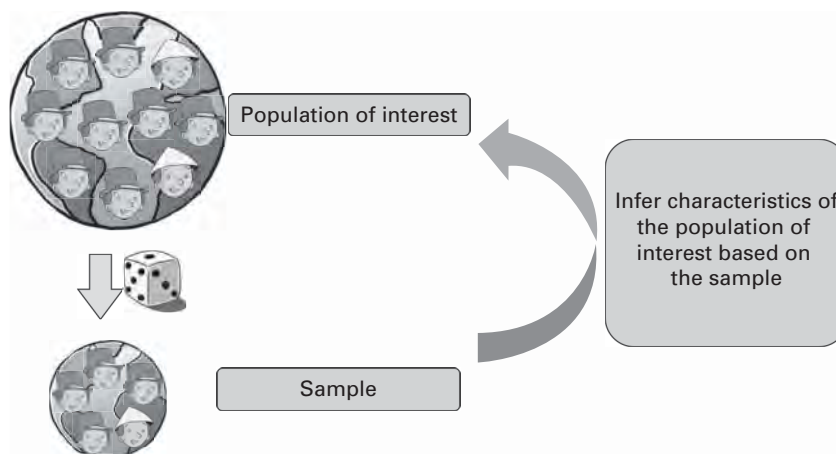 Population of interest
Infer characteristics of
the population of
interest based on
the sample
Sample